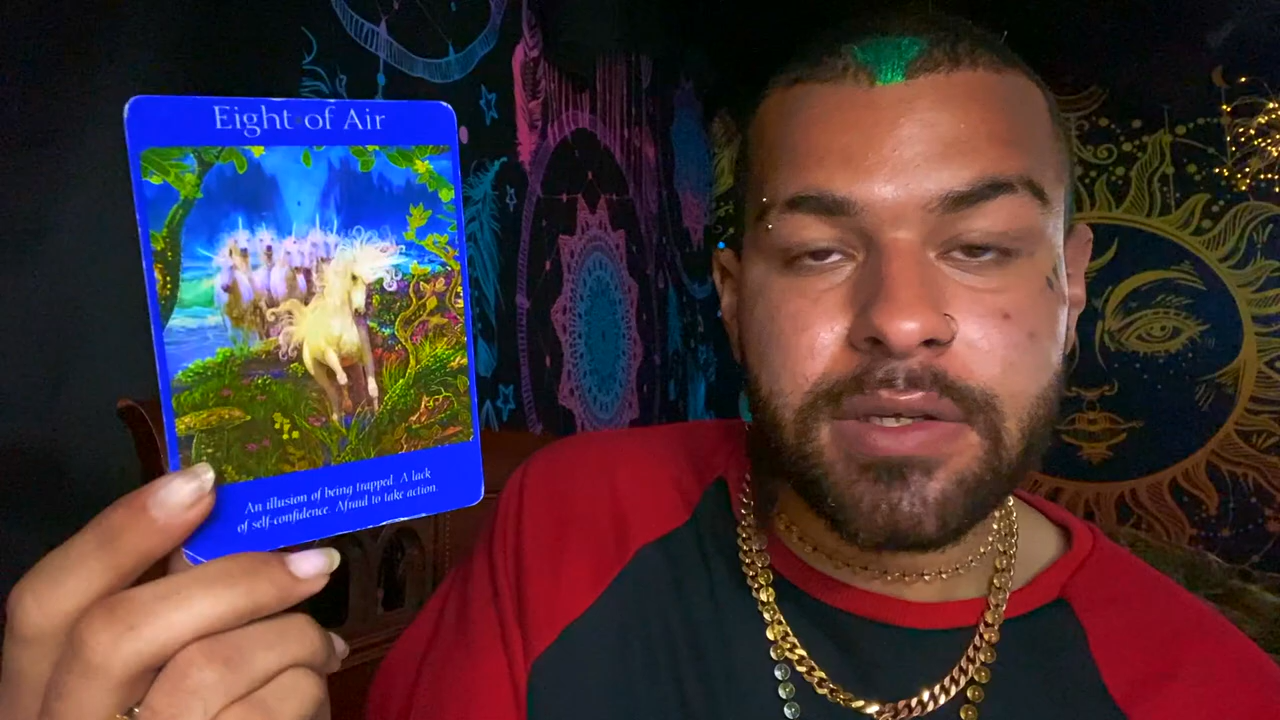 Eight of Air
An illusion of being trapped. A lack
of self-confidence. Afraid to take action.